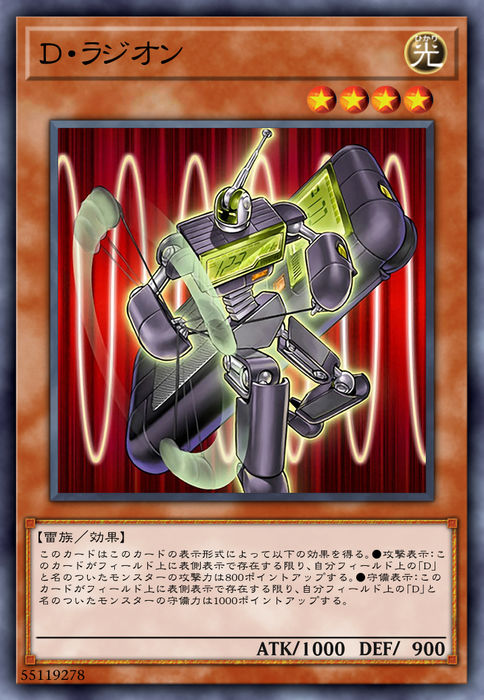 D・ラジオン
ひかり
光
【雷族／効果】
このカードはこのカードの表示形式によって以下の効果を得る。●攻撃表示：こ
のカードがフィールド上に表側表示で存在する限り、自分フィールド上の「D」
と名のついたモンスターの攻撃力は800ポイントアップする。●守備表示：この
カードがフィールド上に表側表示で存在する限り、自分フィールド上の「D」と
名のついたモンスターの守備力は1000ポイントアップする。
ATK/1000 DEF/ 900
55119278